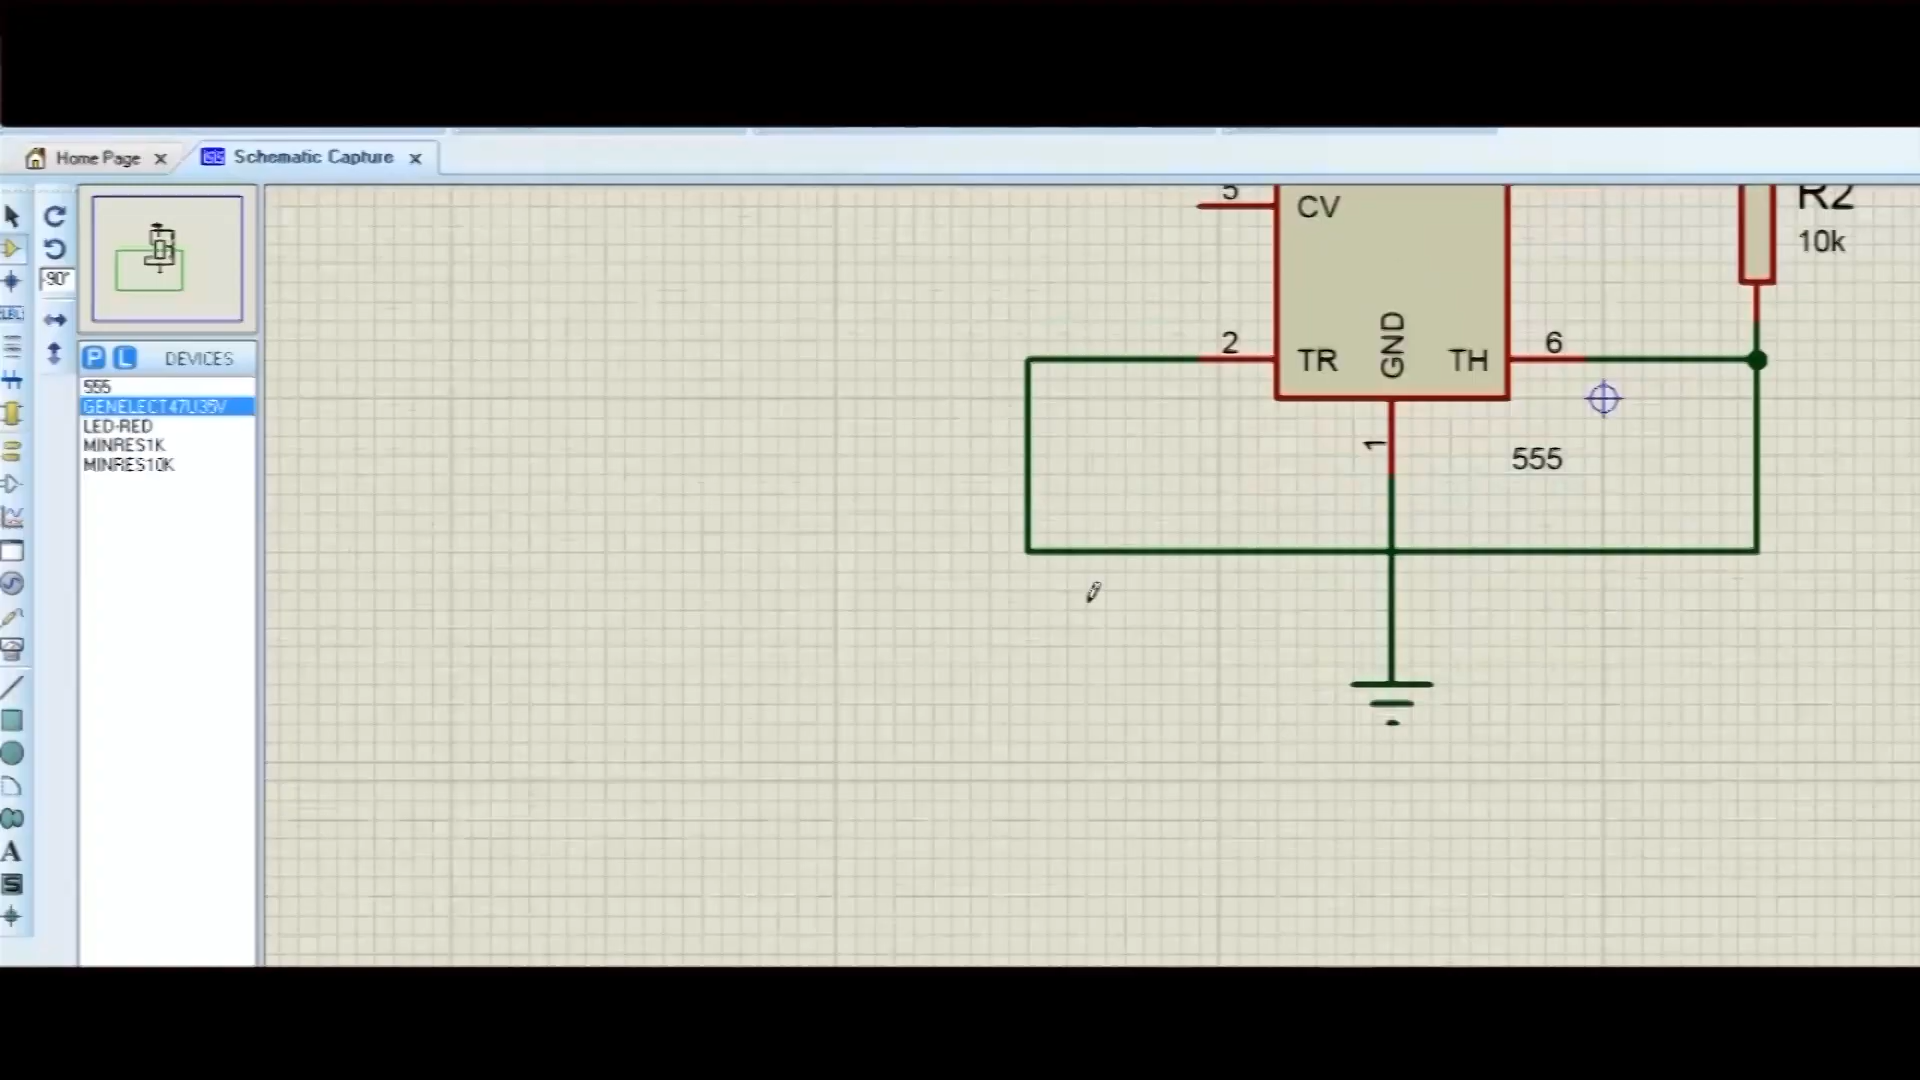 Home Page
Schematic Capture
-90°
P L DEVICES
555
GENELECT47U35V
LED-RED
MINRES1K
MINRES10K
5
CV
R2
10k
2
TR
GND
TH
6
1
555
A
S